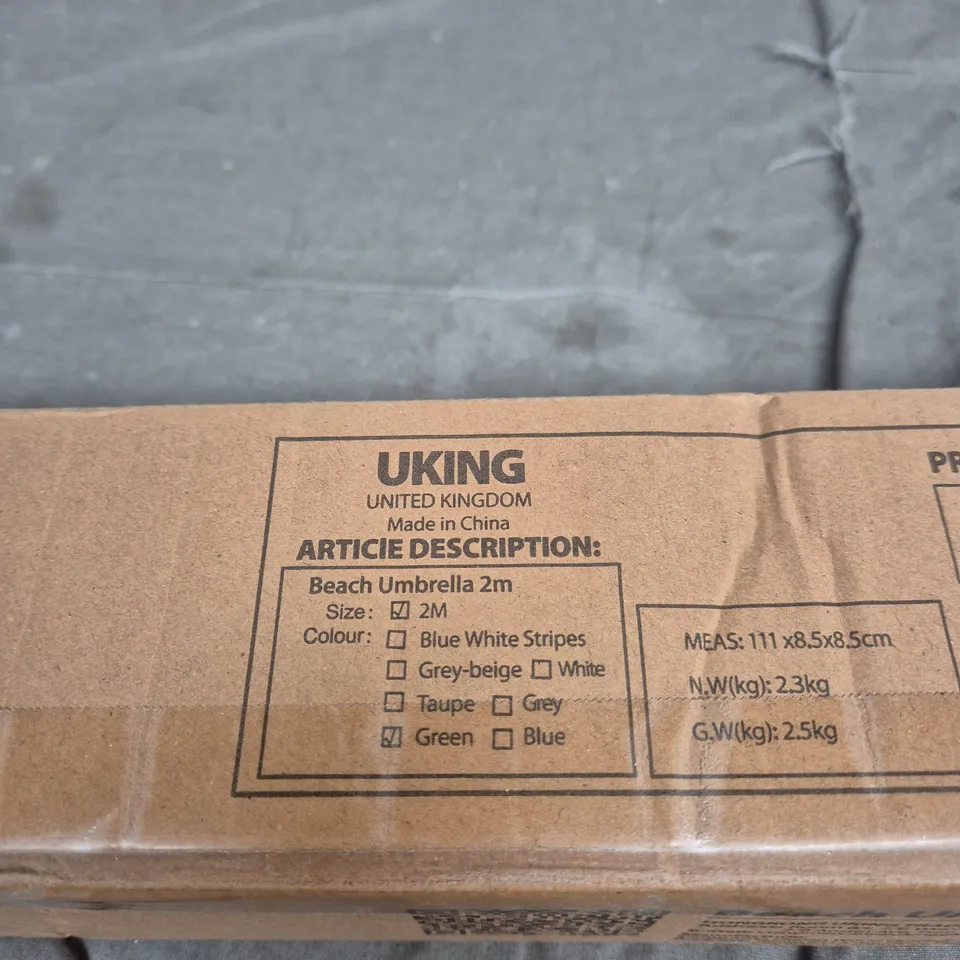 UKING
UNITED KINGDOM
Made in China
ARTICIE DESCRIPTION:
Beach Umbrella 2m
Size: ☑ 2M
Colour: ☐ Blue White Stripes
☐ Grey-beige ☐ White
☐ Taupe ☐ Grey
☑ Green ☐ Blue
MEAS: 111 x8.5x8.5cm
N.W(kg): 2.3kg
G.W(kg): 2.5kg
PR
Beach